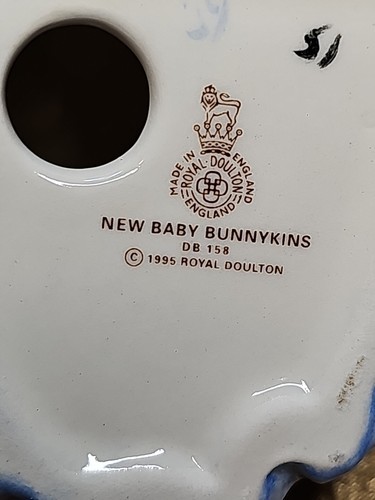 MADE IN ENGLAND
ROYAL DOULTON
ENGLAND
NEW BABY BUNNYKINS
DB 158
© 1995 ROYAL DOULTON